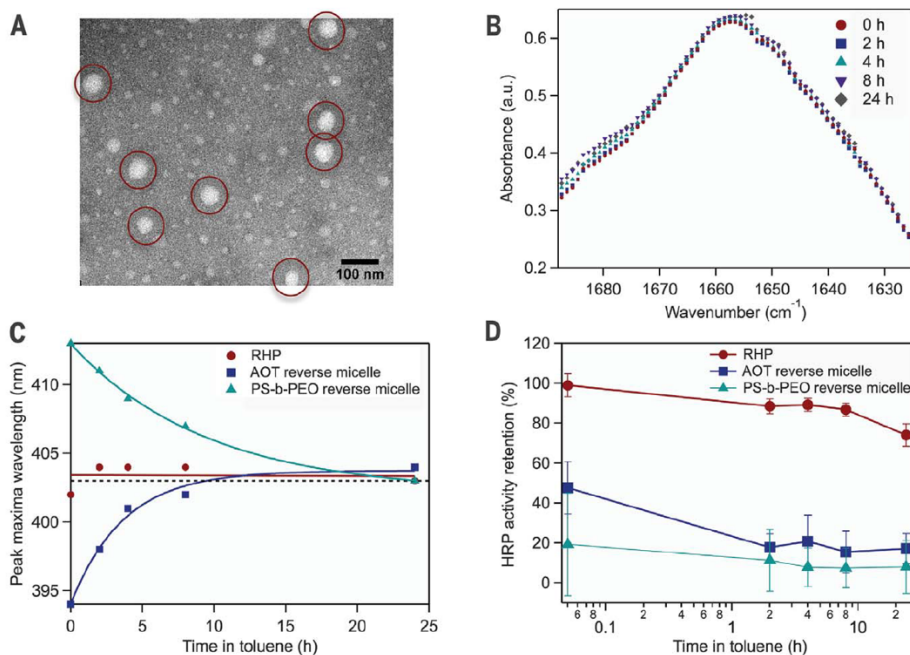 A
100 nm
B
Absorbance (a.u.)
0.6
0.5
0.4
0.3
0.2
0 h
2 h
4 h
8 h
24 h
1680 1670 1660 1650 1640 1630
Wavenumber (cm-1)
C
Peak maxima wavelength (nm)
410
404
400
395
RHP
AOT reverse micelle
PS-b-PEO reverse micelle
0 5 10 15 20 25
Time in toluene (h)
D
HRP activity retention (%)
120
100
80
60
40
20
0
RHP
AOT reverse micelle
PS-b-PEO reverse micelle
6 8 0.1 2 4 6 8 1 2 4 6 8 10 2
Time in toluene (h)